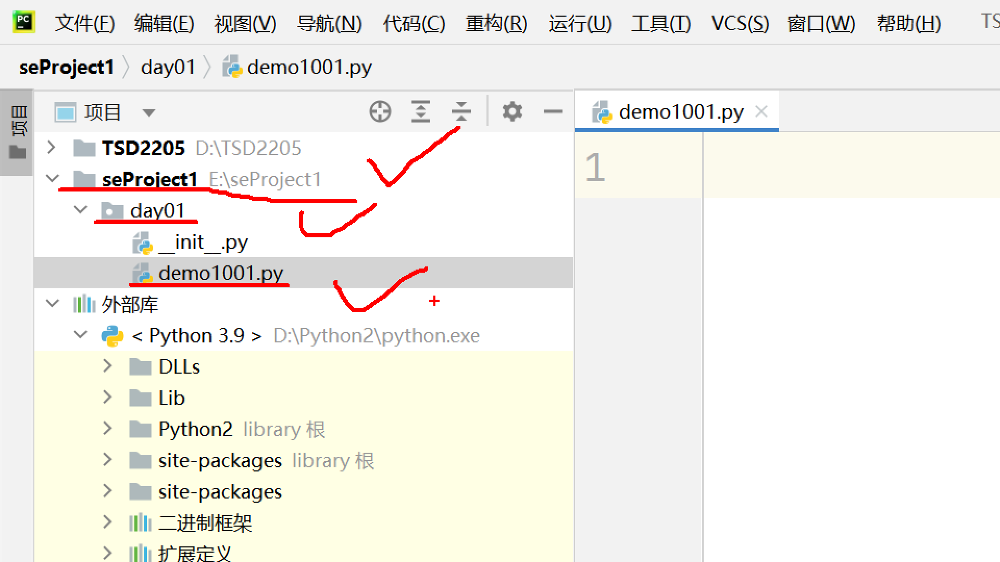 文件(F) 编辑(E) 视图(V) 导航(N) 代码(C) 重构(R) 运行(U) 工具(T) VCS(S) 窗口(W) 帮助(H) TS
seProject1 day01 demo1001.py
项目
项目
demo1001.py
TSD2205 D:\TSD2205
1
seProject1 E:\seProject1
day01
__init__.py
demo1001.py
外部库
< Python 3.9 > D:\Python2\python.exe
DLLs
Lib
Python2 library 根
site-packages library 根
site-packages
二进制框架
扩展定义